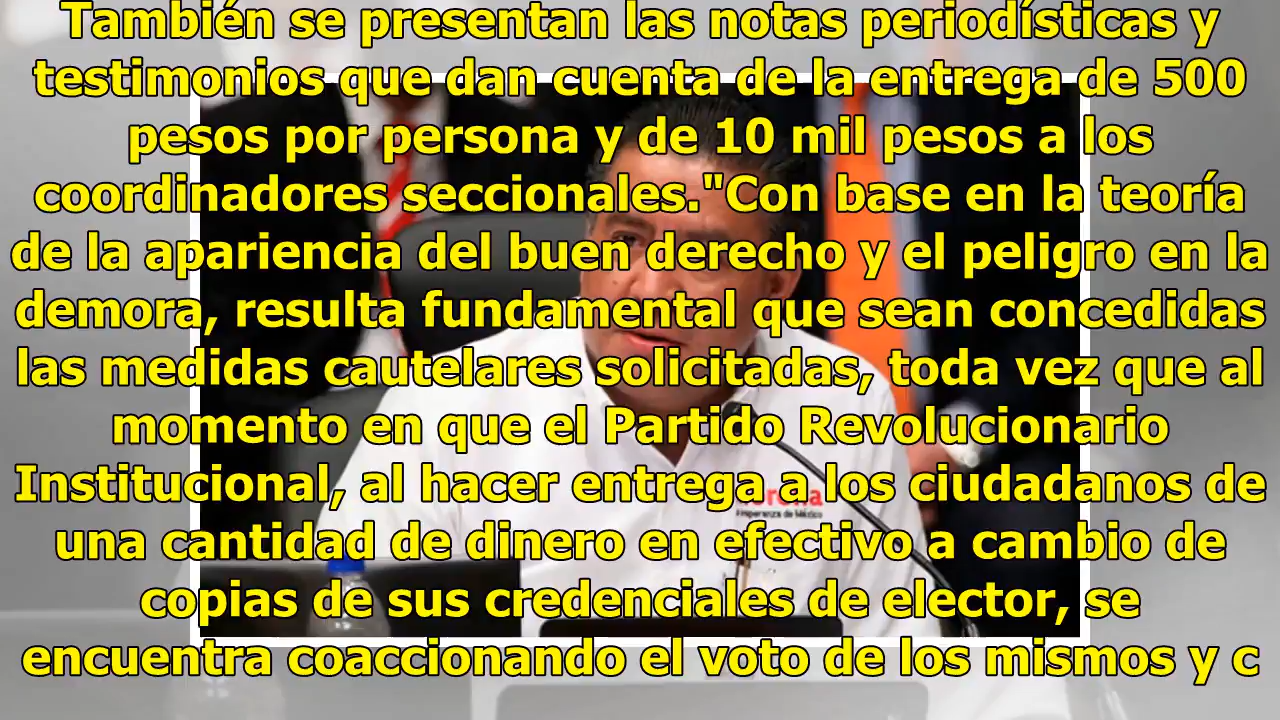 También se presentan las notas periodísticas y
testimonios que dan cuenta de la entrega de 500
pesos por persona y de 10 mil pesos a los
coordinadores seccionales."Con base en la teoría
de la apariencia del buen derecho y el peligro en la
demora, resulta fundamental que sean concedidas
las medidas cautelares solicitadas, toda vez que al
momento en que el Partido Revolucionario
Institucional, al hacer entrega a los ciudadanos de
una cantidad de dinero en efectivo a cambio de
copias de sus credenciales de elector, se
encuentra coaccionando el voto de los mismos y c